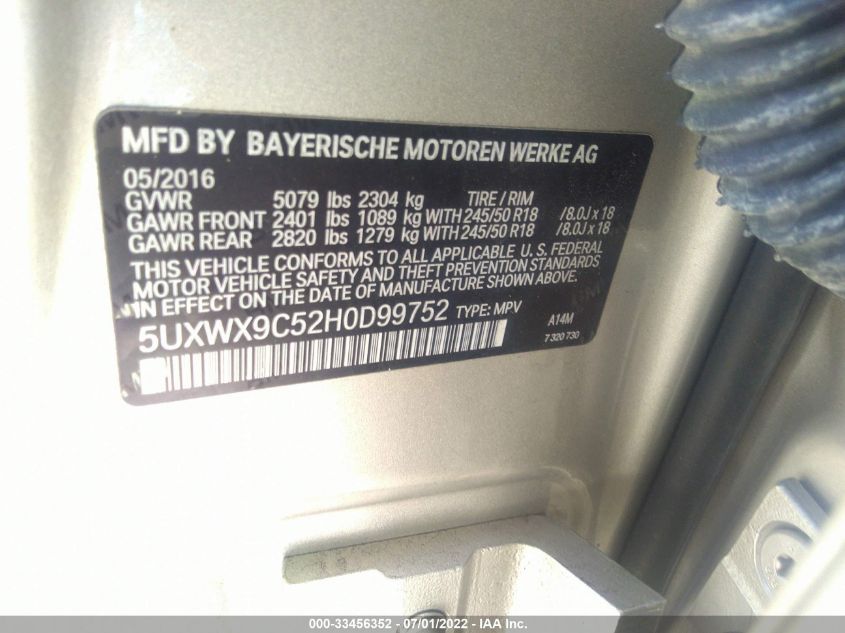 MFD BY BAYERISCHE MOTOREN WERKE AG
05/2016
GVWR 5079 lbs 2304 kg TIRE / RIM
GAWR FRONT 2401 lbs 1089 kg WITH 245/50 R18 /8.0J x 18
GAWR REAR 2820 lbs 1279 kg WITH 245/50 R18 /8.0J x 18
THIS VEHICLE CONFORMS TO ALL APPLICABLE U.S. FEDERAL
MOTOR VEHICLE SAFETY AND THEFT PREVENTION STANDARDS
IN EFFECT ON THE DATE OF MANUFACTURE SHOWN ABOVE.
5UXWX9C52H0D99752 TYPE: MPV
A14M
7 320 730
000-33456352 - 07/01/2022 - IAA Inc.